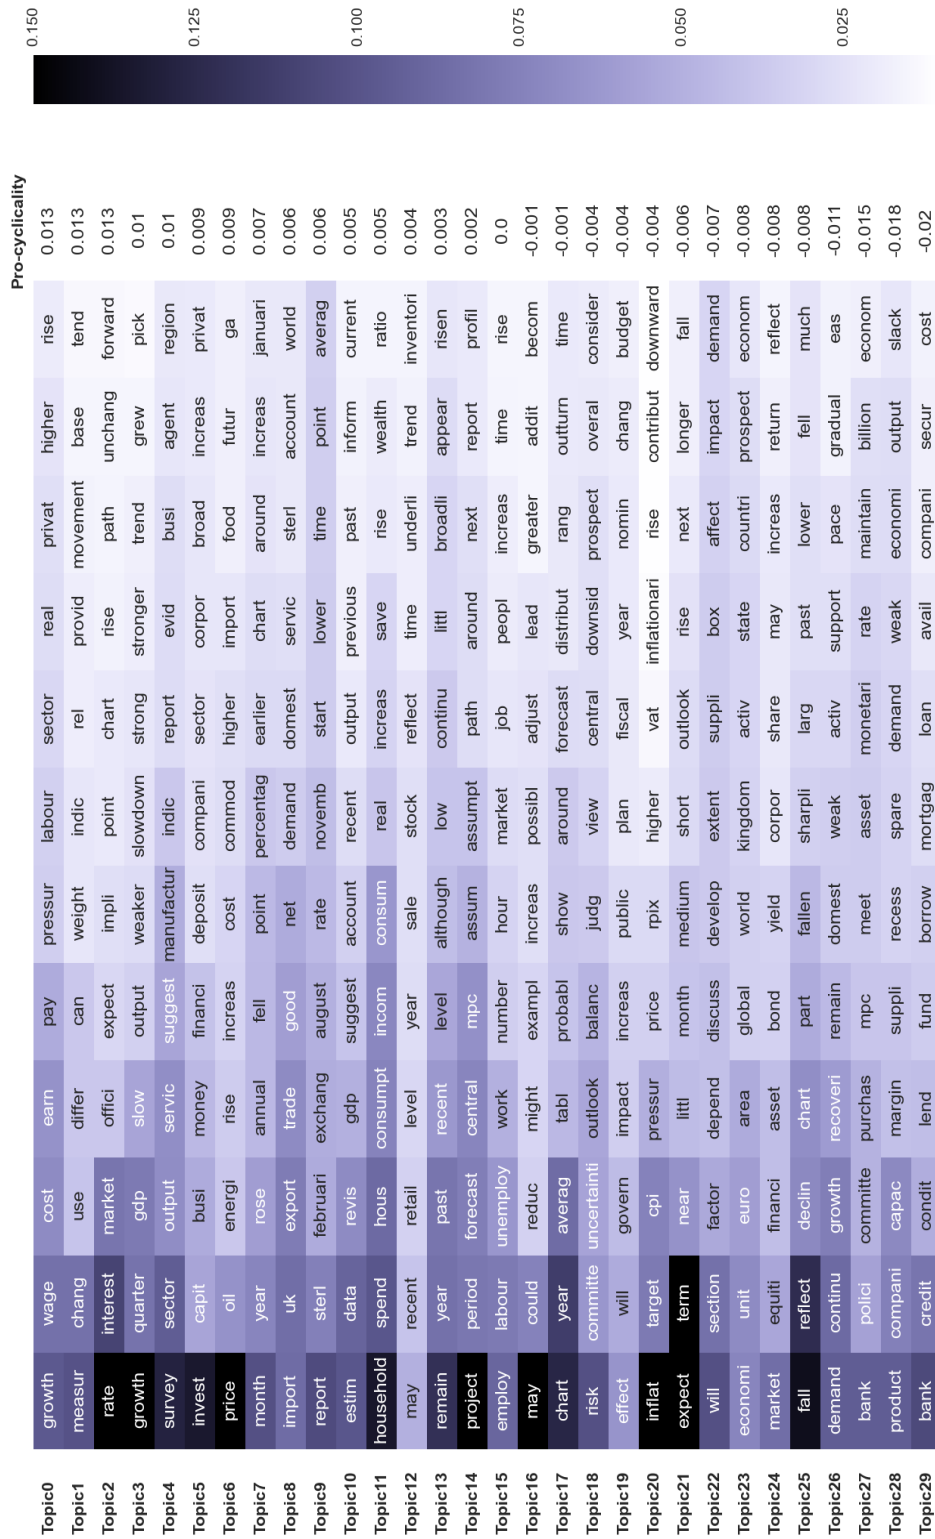 Pro-cyclicality
Topic0 growth wage cost earn pay pressur labour sector real privat higher rise 0.013
Topic1 measur chang use differ can weight indic rel provid movement base tend 0.013
Topic2 rate interest market offici expect impli point chart rise path unchang forward 0.013
Topic3 growth quarter gdp slow output weaker slowdown strong stronger trend grew pick 0.01
Topic4 survey sector output servic suggest manufactur indic report evid busi agent region 0.01
Topic5 invest capit busi money financi deposit compani sector corpor broad increas privat 0.009
Topic6 price oil energi rise increas cost commod higher import food futur ga 0.009
Topic7 month year rose annual fell point percentag earlier chart around increas januari 0.007
Topic8 import uk export trade good net demand domest servic sterl account world 0.006
Topic9 report sterl februari exchang august rate novemb start lower time point averag 0.006
Topic10 estim data revis gdp suggest account recent output previous past inform current 0.005
Topic11 household spend hous consumpt incom consum real increas save rise wealth ratio 0.005
Topic12 may recent retail level year sale stock reflect time underli trend inventori 0.004
Topic13 remain year past recent level although low continu littl broadli appear risen 0.003
Topic14 project period forecast central mpc assum assumpt path around next report profil 0.002
Topic15 employ labour unemploy work number hour market job peopl increas time rise 0.0
Topic16 may could reduc might exampl increas possibl adjust lead greater addit becom -0.001
Topic17 chart year averag tabl probabl show around forecast distribut rang outturn time -0.001
Topic18 risk committe uncertainti outlook balanc judg view central downsid prospect overal consider -0.004
Topic19 effect will govern impact increas public plan fiscal year nomin chang budget -0.004
Topic20 inflat target cpi pressur price rpix higher vat inflationari rise contribut downward -0.004
Topic21 expect term near littl month medium short outlook rise next longer fall -0.006
Topic22 will section factor depend discuss develop extent suppli box affect impact demand -0.007
Topic23 economi unit euro area global world kingdom activ state countri prospect econom -0.008
Topic24 market equiti financi asset bond yield corpor share may increas return reflect -0.008
Topic25 fall reflect declin chart part fallen sharpli larg past lower fell much -0.008
Topic26 demand continu growth recoveri remain domest weak activ support pace gradual eas -0.011
Topic27 bank polici committe purchas mpc meet asset monetari rate maintain billion econom -0.015
Topic28 product compani capac margin suppli recess spare demand weak economi output slack -0.018
Topic29 bank credit condit lend fund borrow mortgag loan avail compani secur cost -0.02
0.150
0.125
0.100
0.075
0.050
0.025